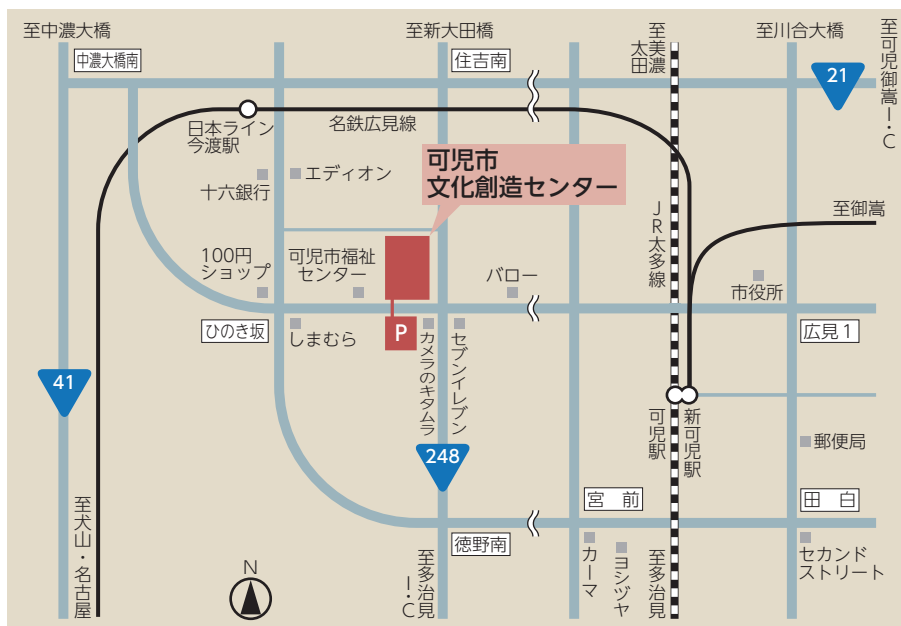 至中濃大橋
至新大田橋
至美濃
太田
至川合大橋
至可児御嵩I・C
中濃大橋南
住吉南
21
日本ライン
今渡駅
名鉄広見線
可児市
文化創造センター
エディオン
十六銀行
JR太多線
至御嵩
100円
ショップ
可児市福祉
センター
バロー
市役所
ひのき坂
しまむら
P
カメラのキタムラ
セブンイレブン
広見1
41
248
可児駅
新可児駅
郵便局
宮前
田白
徳野南
至犬山・名古屋
N
至多治見
I・C
カーマ
ヨシヅヤ
至多治見
セカンド
ストリート